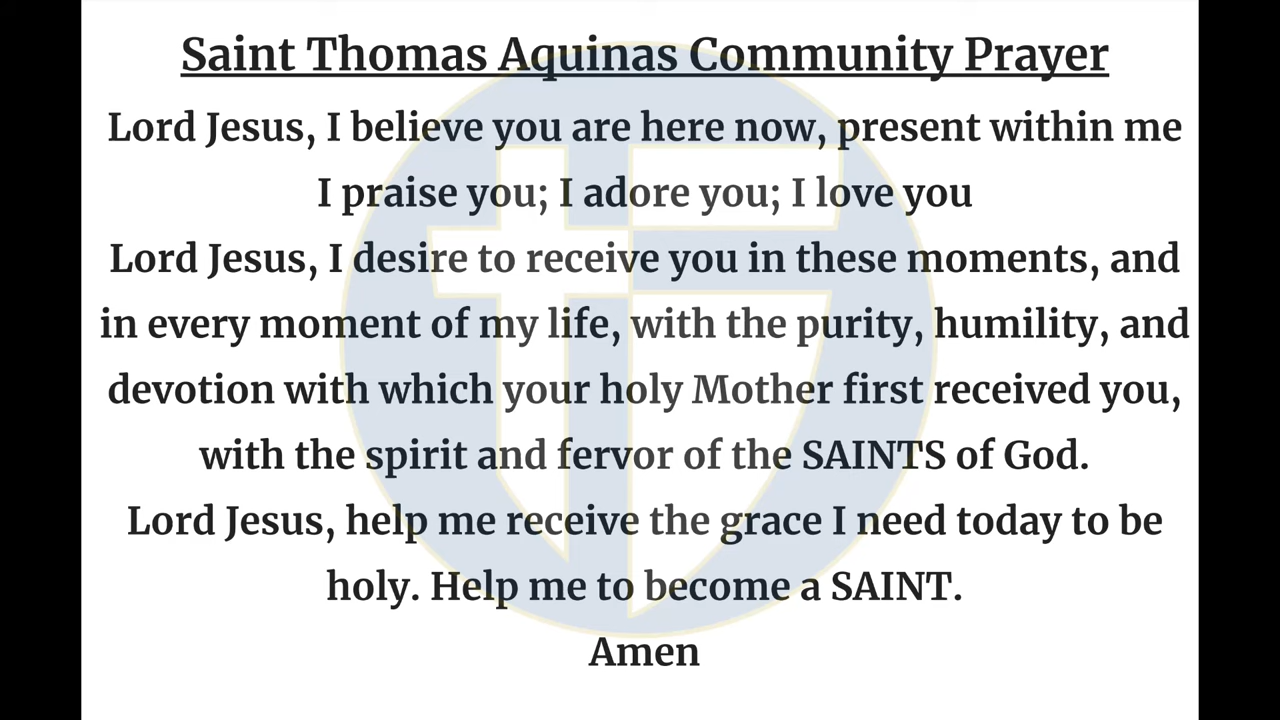 Saint Thomas Aquinas Community Prayer
Lord Jesus, I believe you are here now, present within me
I praise you; I adore you; I love you
Lord Jesus, I desire to receive you in these moments, and
in every moment of my life, with the purity, humility, and
devotion with which your holy Mother first received you,
with the spirit and fervor of the SAINTS of God.
Lord Jesus, help me receive the grace I need today to be
holy. Help me to become a SAINT.
Amen